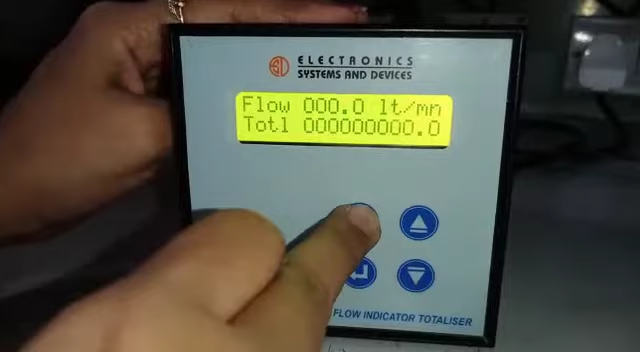 ELECTRONICS
SYSTEMS AND DEVICES
Flow 000.0 lt/mn
Totl 000000000.0
FLOW INDICATOR TOTALISER